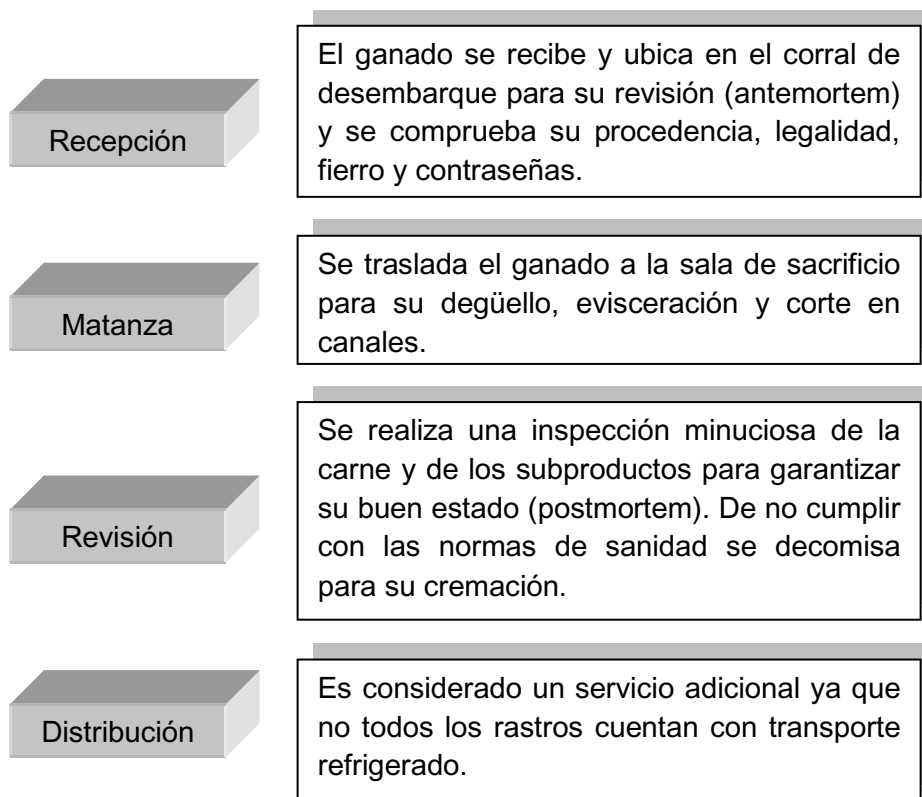 Recepción
El ganado se recibe y ubica en el corral de
desembarque para su revisión (antemortem)
y se comprueba su procedencia, legalidad,
fierro y contraseñas.
Matanza
Se traslada el ganado a la sala de sacrificio
para su degüello, evisceración y corte en
canales.
Revisión
Se realiza una inspección minuciosa de la
carne y de los subproductos para garantizar
su buen estado (postmortem). De no cumplir
con las normas de sanidad se decomisa
para su cremación.
Distribución
Es considerado un servicio adicional ya que
no todos los rastros cuentan con transporte
refrigerado.